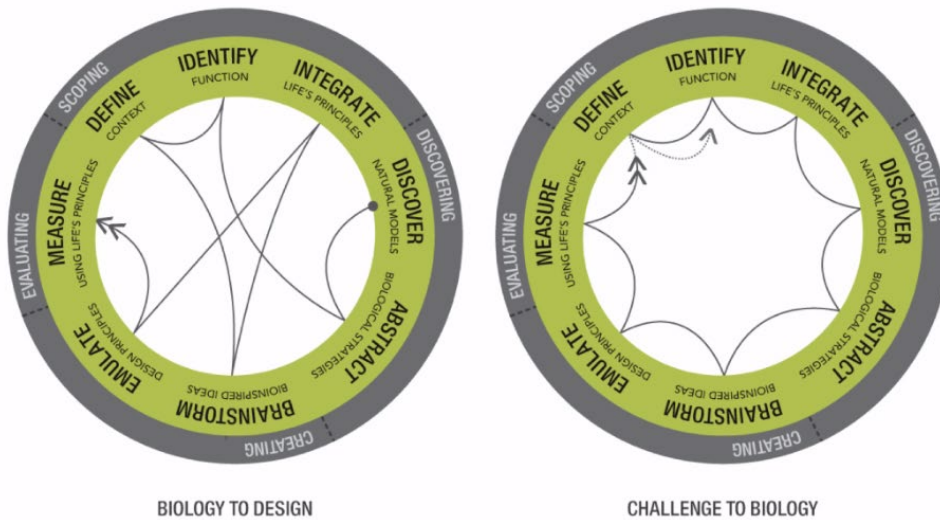 SCOPING
DEFINE
CONTEXT
IDENTIFY
FUNCTION
INTEGRATE
LIFE'S PRINCIPLES
DISCOVERING
DISCOVER
NATURAL MODELS
ABSTRACT
BIOLOGICAL STRATEGIES
CREATING
BRAINSTORM
BIOINSPIRED IDEAS
EMULATE
DESIGN PRINCIPLES
EVALUATING
MEASURE
USING LIFE'S PRINCIPLES
BIOLOGY TO DESIGN
SCOPING
DEFINE
CONTEXT
IDENTIFY
FUNCTION
INTEGRATE
LIFE'S PRINCIPLES
DISCOVERING
DISCOVER
NATURAL MODELS
ABSTRACT
BIOLOGICAL STRATEGIES
CREATING
BRAINSTORM
BIOINSPIRED IDEAS
EMULATE
DESIGN PRINCIPLES
EVALUATING
MEASURE
USING LIFE'S PRINCIPLES
CHALLENGE TO BIOLOGY